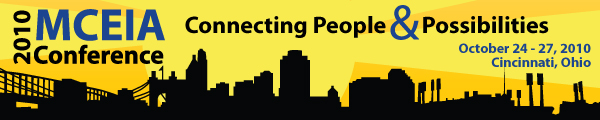 2010 MCEIA
Conference
Connecting People & Possibilities
October 24 - 27, 2010
Cincinnati, Ohio